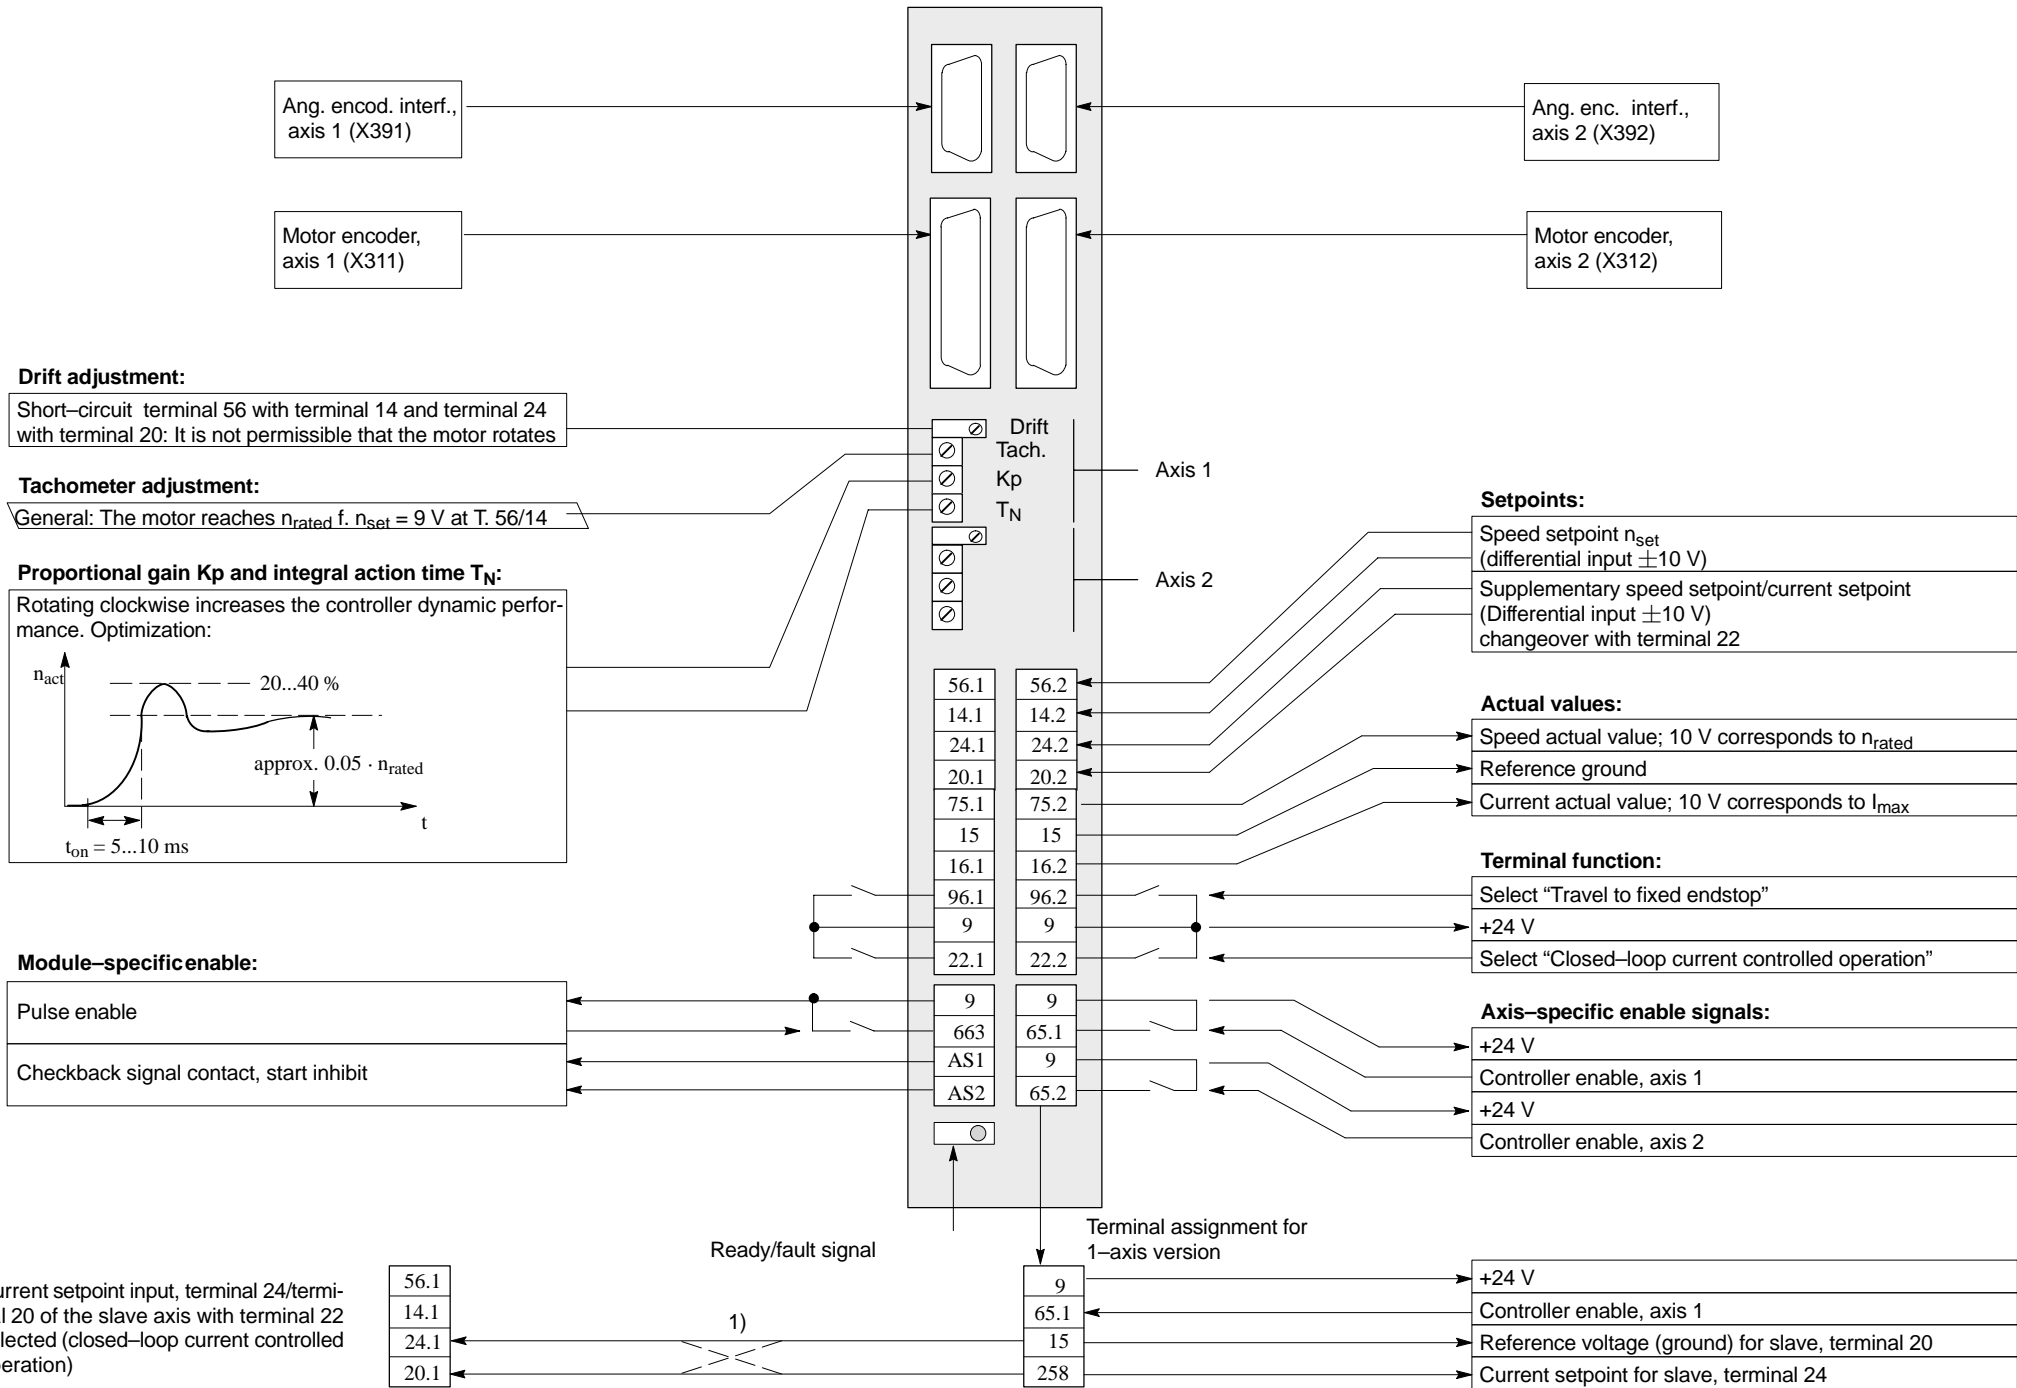 Ang. encod. interf.,
axis 1 (X391)
Ang. enc. interf.,
axis 2 (X392)
Motor encoder,
axis 1 (X311)
Motor encoder,
axis 2 (X312)
Drift adjustment:
Short–circuit terminal 56 with terminal 14 and terminal 24
with terminal 20: It is not permissible that the motor rotates
Tachometer adjustment:
General: The motor reaches nrated f. nset = 9 V at T. 56/14
Proportional gain Kp and integral action time TN:
Rotating clockwise increases the controller dynamic perfor-
mance. Optimization:
nact
20...40 %
approx. 0.05 · nrated
t
ton = 5...10 ms
Drift
Tach.
Kp
TN
Axis 1
Axis 2
Setpoints:
Speed setpoint nset
(differential input ±10 V)
Supplementary speed setpoint/current setpoint
(Differential input ±10 V)
changeover with terminal 22
Actual values:
Speed actual value; 10 V corresponds to nrated
Reference ground
Current actual value; 10 V corresponds to Imax
Terminal function:
Select “Travel to fixed endstop”
+24 V
Select “Closed–loop current controlled operation”
56.1 56.2
14.1 14.2
24.1 24.2
20.1 20.2
75.1 75.2
15 15
16.1 16.2
96.1 96.2
9 9
22.1 22.2
9 9
663 65.1
AS1 9
AS2 65.2
Module–specific enable:
Pulse enable
Checkback signal contact, start inhibit
Axis–specific enable signals:
+24 V
Controller enable, axis 1
+24 V
Controller enable, axis 2
Ready/fault signal
Terminal assignment for
1–axis version
urrent setpoint input, terminal 24/termi-
l 20 of the slave axis with terminal 22
lected (closed–loop current controlled
eration)
56.1
14.1
24.1
20.1
1)
9
65.1
15
258
+24 V
Controller enable, axis 1
Reference voltage (ground) for slave, terminal 20
Current setpoint for slave, terminal 24